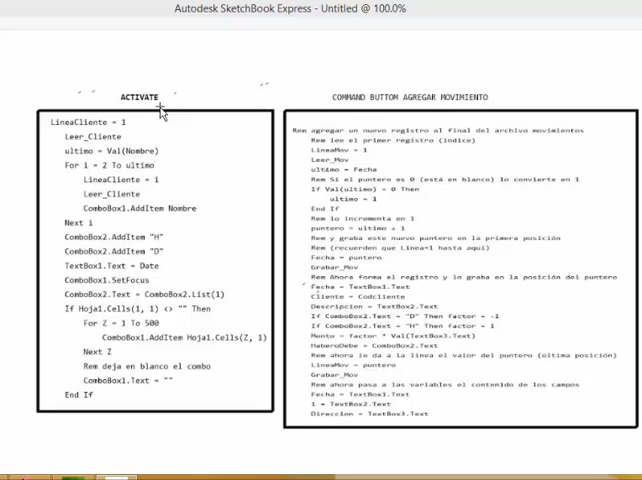 Autodesk SketchBook Express - Untitled @ 100.0%
ACTIVATE
LineaCliente = 1
Leer_Cliente
ultimo = Val(Nombre)
For i = 2 To ultimo
LineaCliente = i
Leer_Cliente
ComboBox1.AddItem Nombre
Next i
ComboBox2.AddItem "H"
ComboBox2.AddItem "D"
TextBox1.Text = Date
ComboBox1.SetFocus
ComboBox2.Text = ComboBox2.List(1)
If Hoja1.Cells(1, 1) <> "" Then
For Z = 1 To 500
ComboBox1.AddItem Hoja1.Cells(Z, 1)
Next Z
Rem deja en blanco el combo
ComboBox1.Text = ""
End If
COMMAND BUTTOM AGREGAR MOVIMIENTO
Rem agregar un nuevo registro al final del archivo movimientos
Rem lee el primer registro (indice)
LineaMov = 1
Leer_Mov
ultimo = Fecha
Rem Si el puntero es 0 (está en blanco) lo convierte en 1
If Val(ultimo) = 0 Then
ultimo = 1
End If
Rem lo incrementa en 1
puntero = ultimo + 1
Rem y graba este nuevo puntero en la primera posición
Rem (recuerden que Linea=1 hasta aquí)
Fecha = puntero
Grabar_Mov
Rem Ahora forma el registro y lo graba en la posición del puntero
Fecha = TextBox1.Text
Cliente = CodCliente
Descripcion = TextBox2.Text
If ComboBox2.Text = "D" Then factor = -1
If ComboBox2.Text = "H" Then factor = 1
Monto = factor * Val(TextBox3.Text)
HaberoDebe = ComboBox2.Text
Rem ahora le da a la linea el valor del puntero (última posición)
LineaMov = puntero
Grabar_Mov
Rem ahora pasa a las variables el contenido de los campos
Fecha = TextBox1.Text
i = TextBox2.Text
Direccion = TextBox3.Text